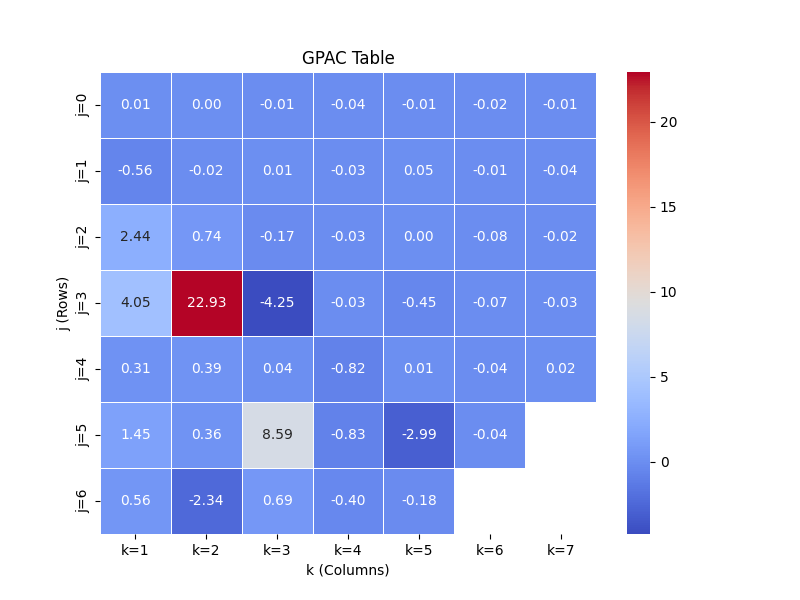 GPAC Table
j=0 0.01 0.00 -0.01 -0.04 -0.01 -0.02 -0.01
j=1 -0.56 -0.02 0.01 -0.03 0.05 -0.01 -0.04
j=2 2.44 0.74 -0.17 -0.03 0.00 -0.08 -0.02
j=3 4.05 22.93 -4.25 -0.03 -0.45 -0.07 -0.03
j=4 0.31 0.39 0.04 -0.82 0.01 -0.04 0.02
j=5 1.45 0.36 8.59 -0.83 -2.99 -0.04
j=6 0.56 -2.34 0.69 -0.40 -0.18
k=1 k=2 k=3 k=4 k=5 k=6 k=7
k (Columns)
j (Rows)
20
15
10
5
0